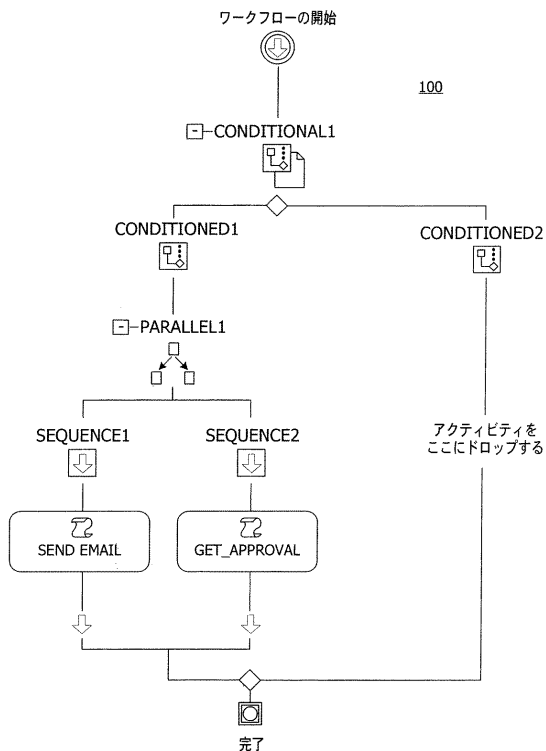 ワークフローの開始
100
CONDITIONAL1
CONDITIONED1
CONDITIONED2
PARALLEL1
SEQUENCE1
SEQUENCE2
アクティビティを
ここにドロップする
SEND EMAIL
GET_APPROVAL
完了